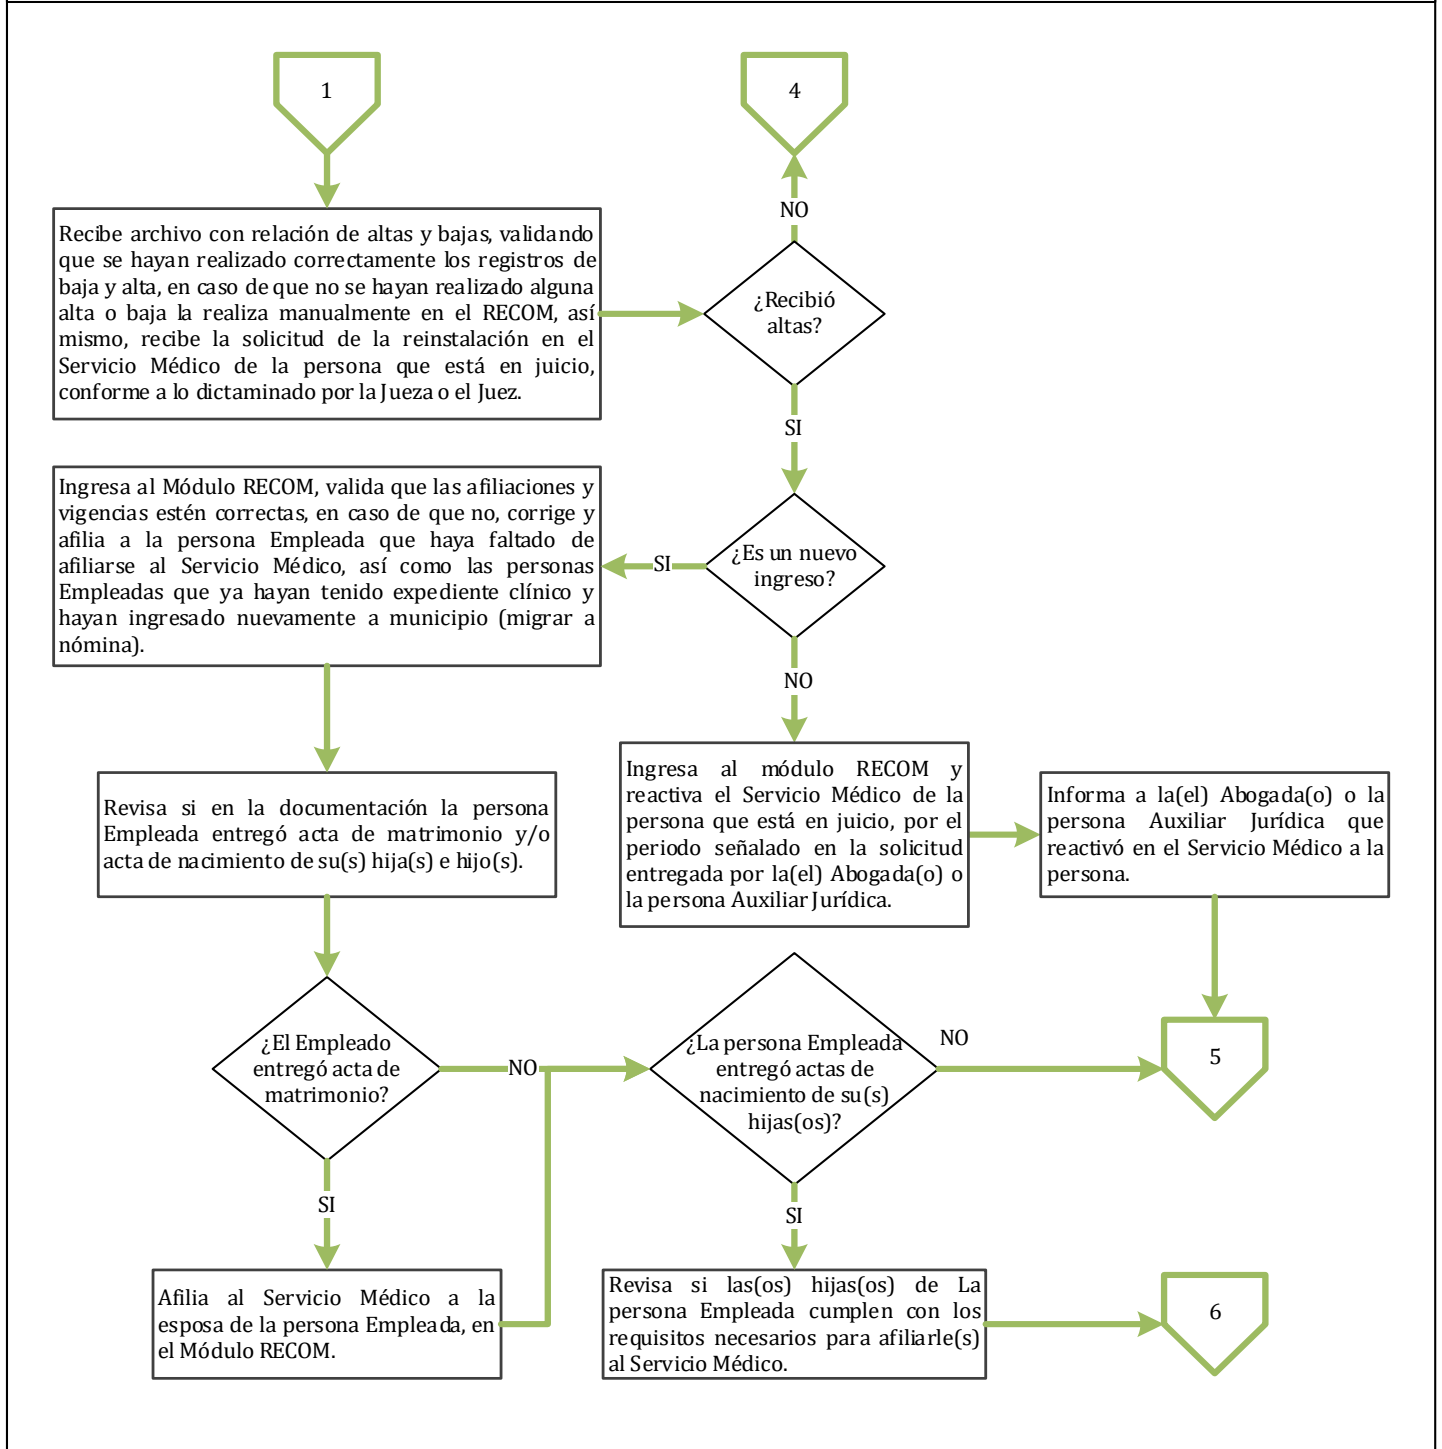 1
4
NO
Recibe archivo con relación de altas y bajas, validando
que se hayan realizado correctamente los registros de
baja y alta, en caso de que no se hayan realizado alguna
alta o baja la realiza manualmente en el RECOM, así
mismo, recibe la solicitud de la reinstalación en el
Servicio Médico de la persona que está en juicio,
conforme a lo dictaminado por la Jueza o el Juez.
¿Recibió
altas?
SI
Ingresa al Módulo RECOM, valida que las afiliaciones y
vigencias estén correctas, en caso de que no, corrige y
afilia a la persona Empleada que haya faltado de
afiliarse al Servicio Médico, así como las personas
Empleadas que ya hayan tenido expediente clínico y
hayan ingresado nuevamente a municipio (migrar a
nómina).
SI
¿Es un nuevo
ingreso?
NO
Revisa si en la documentación la persona
Empleada entregó acta de matrimonio y/o
acta de nacimiento de su(s) hija(s) e hijo(s).
Ingresa al módulo RECOM y
reactiva el Servicio Médico de la
persona que está en juicio, por el
periodo señalado en la solicitud
entregada por la(el) Abogada(o) o
la persona Auxiliar Jurídica.
Informa a la(el) Abogada(o) o la
persona Auxiliar Jurídica que
reactivó en el Servicio Médico a la
persona.
¿El Empleado
entregó acta de
matrimonio?
NO
¿La persona Empleada
entregó actas de
nacimiento de su(s)
hijas(os)?
NO
5
SI
SI
Afilia al Servicio Médico a la
esposa de la persona Empleada, en
el Módulo RECOM.
Revisa si las(os) hijas(os) de La
persona Empleada cumplen con los
requisitos necesarios para afiliarle(s)
al Servicio Médico.
6